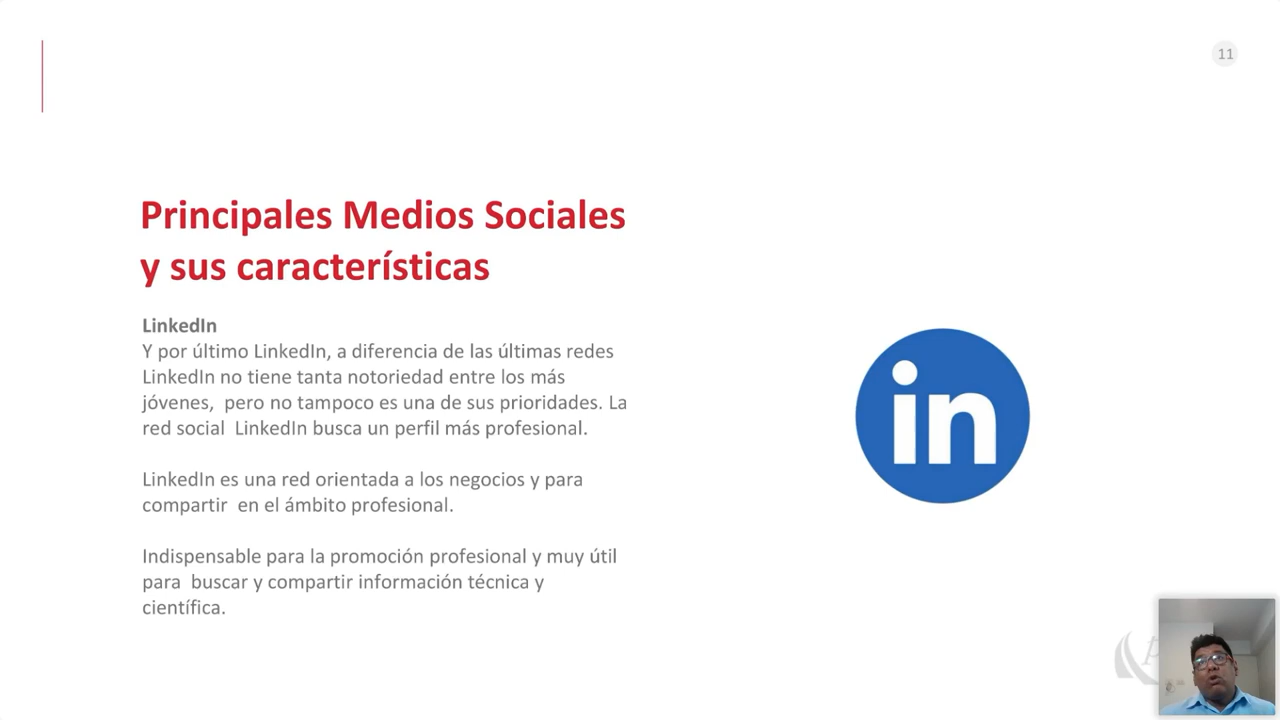 11
Principales Medios Sociales
y sus características
LinkedIn
Y por último LinkedIn, a diferencia de las últimas redes
LinkedIn no tiene tanta notoriedad entre los más
jóvenes, pero no tampoco es una de sus prioridades. La
red social LinkedIn busca un perfil más profesional.
LinkedIn es una red orientada a los negocios y para
compartir en el ámbito profesional.
Indispensable para la promoción profesional y muy útil
para buscar y compartir información técnica y
científica.
in